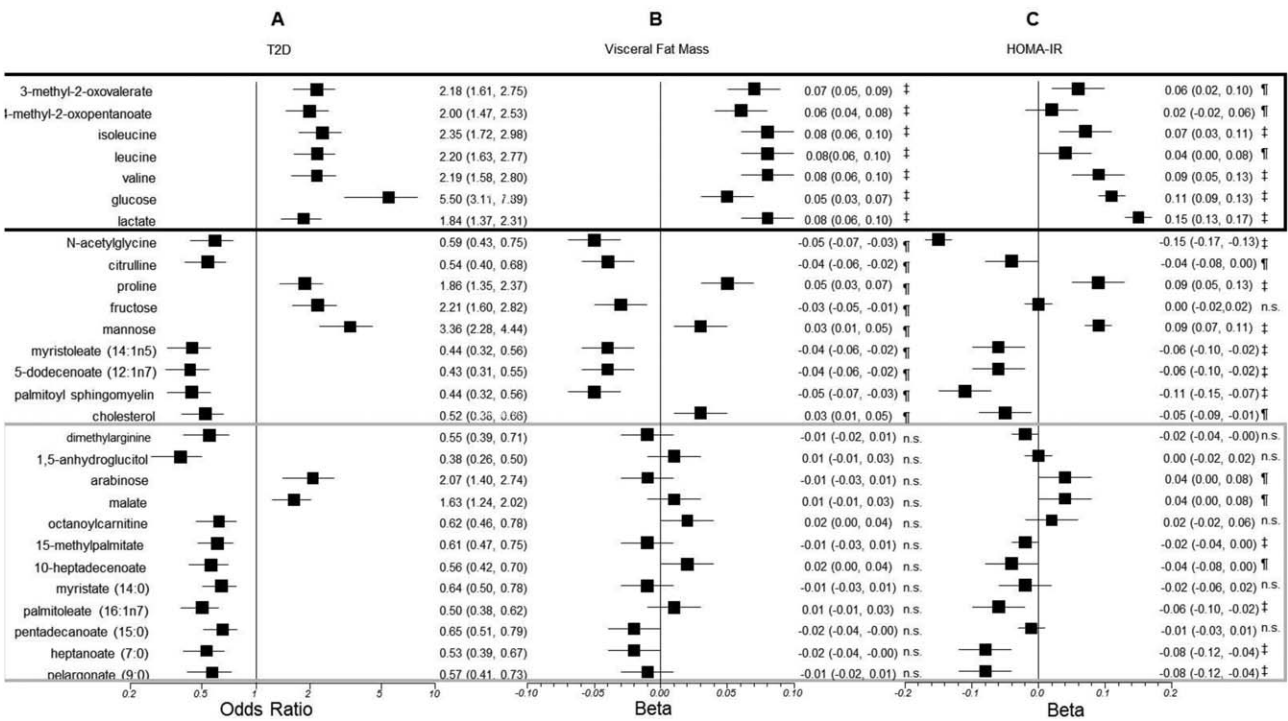 A B C
T2D Visceral Fat Mass HOMA-IR
3-methyl-2-oxovalerate 2.18 (1.61, 2.75) 0.07 (0.05, 0.09) ‡ 0.06 (0.02, 0.10) ¶
4-methyl-2-oxopentanoate 2.00 (1.47, 2.53) 0.06 (0.04, 0.08) ‡ 0.02 (-0.02, 0.06) ¶
isoleucine 2.35 (1.72, 2.98) 0.08 (0.06, 0.10) ‡ 0.07 (0.03, 0.11) ‡
leucine 2.20 (1.63, 2.77) 0.08(0.06, 0.10) ‡ 0.04 (0.00, 0.08) ¶
valine 2.19 (1.58, 2.80) 0.08 (0.06, 0.10) ‡ 0.09 (0.05, 0.13) ‡
glucose 5.50 0.05 (0.03, 0.07) ‡ 0.11 (0.09, 0.13) ‡
lactate 1.84 (1.37, 2.31) 0.08 (0.06, 0.10) ‡ 0.15 (0.13, 0.17) ‡
N-acetylglycine 0.59 (0.43, 0.75) -0.05 (-0.07, -0.03) ¶ -0.15 (-0.17, -0.13) ‡
citrulline 0.54 (0.40, 0.68) -0.04 (-0.06, -0.02) ¶ -0.04 (-0.08, 0.00) ¶
proline 1.86 (1.35, 2.37) 0.05 (0.03, 0.07) ¶ 0.09 (0.05, 0.13) ‡
fructose 2.21 (1.60, 2.82) -0.03 (-0.05, -0.01) ¶ 0.00 (-0.02,0.02) n.s.
mannose 3.36 (2.28, 4.44) 0.03 (0.01, 0.05) ¶ 0.09 (0.07, 0.11) ‡
myristoleate (14:1n5) 0.44 (0.32, 0.56) -0.04 (-0.06, -0.02) ¶ -0.06 (-0.10, -0.02) ‡
5-dodecenoate (12:1n7) 0.43 (0.31, 0.55) -0.04 (-0.06, -0.02) ¶ -0.06 (-0.10, -0.02) ‡
palmitoyl sphingomyelin 0.44 (0.32, 0.56) -0.05 (-0.07, -0.03) ¶ -0.11 (-0.15, -0.07) ‡
cholesterol 0.52 (0.38, 0.66) 0.03 (0.01, 0.05) ¶ -0.05 (-0.09, -0.01) ¶
dimethylarginine 0.55 (0.39, 0.71) -0.01 (-0.02, 0.01) n.s. -0.02 (-0.04, -0.00) n.s.
1,5-anhydroglucitol 0.38 (0.26, 0.50) 0.01 (-0.01, 0.03) n.s. 0.00 (-0.02, 0.02) n.s.
arabinose 2.07 (1.40, 2.74) -0.01 (-0.01, 0.03) n.s. 0.04 (0.00, 0.08) ¶
malate 1.63 (1.24, 2.02) 0.01 (-0.01, 0.03) n.s. 0.04 (0.00, 0.08) ¶
octanoylcarnitine 0.62 (0.46, 0.78) 0.02 (0.00, 0.04) n.s. 0.02 (-0.02, 0.06) n.s.
15-methylpalmitate 0.61 (0.47, 0.75) -0.01 (-0.03, 0.01) n.s. -0.02 (-0.04, 0.00) ‡
10-heptadecenoate 0.56 (0.42, 0.70) 0.02 (0.00, 0.04) n.s. -0.04 (-0.08, 0.00) ¶
myristate (14:0) 0.64 (0.50, 0.78) -0.01 (-0.03, 0.01) n.s. -0.02 (-0.06, 0.02) n.s.
palmitoleate (16:1n7) 0.50 (0.38, 0.62) 0.01 (-0.01, 0.03) n.s. -0.06 (-0.10, -0.02) ‡
pentadecanoate (15:0) 0.65 (0.51, 0.79) -0.02 (-0.04, -0.00) n.s. -0.01 (-0.03, 0.01) n.s.
heptanoate (7:0) 0.53 (0.39, 0.67) -0.02 (-0.04, -0.00) n.s. -0.08 (-0.12, -0.04) ‡
pelargonate (9:0) 0.57 (0.41, 0.73) -0.01 (-0.02, 0.01) n.s. -0.08 (-0.12, -0.04) ‡
0.2 0.5 1 2 5 10 -0.10 -0.05 0.00 0.05 0.10 -0.2 -0.1 0.0 0.1 0.2
Odds Ratio Beta Beta